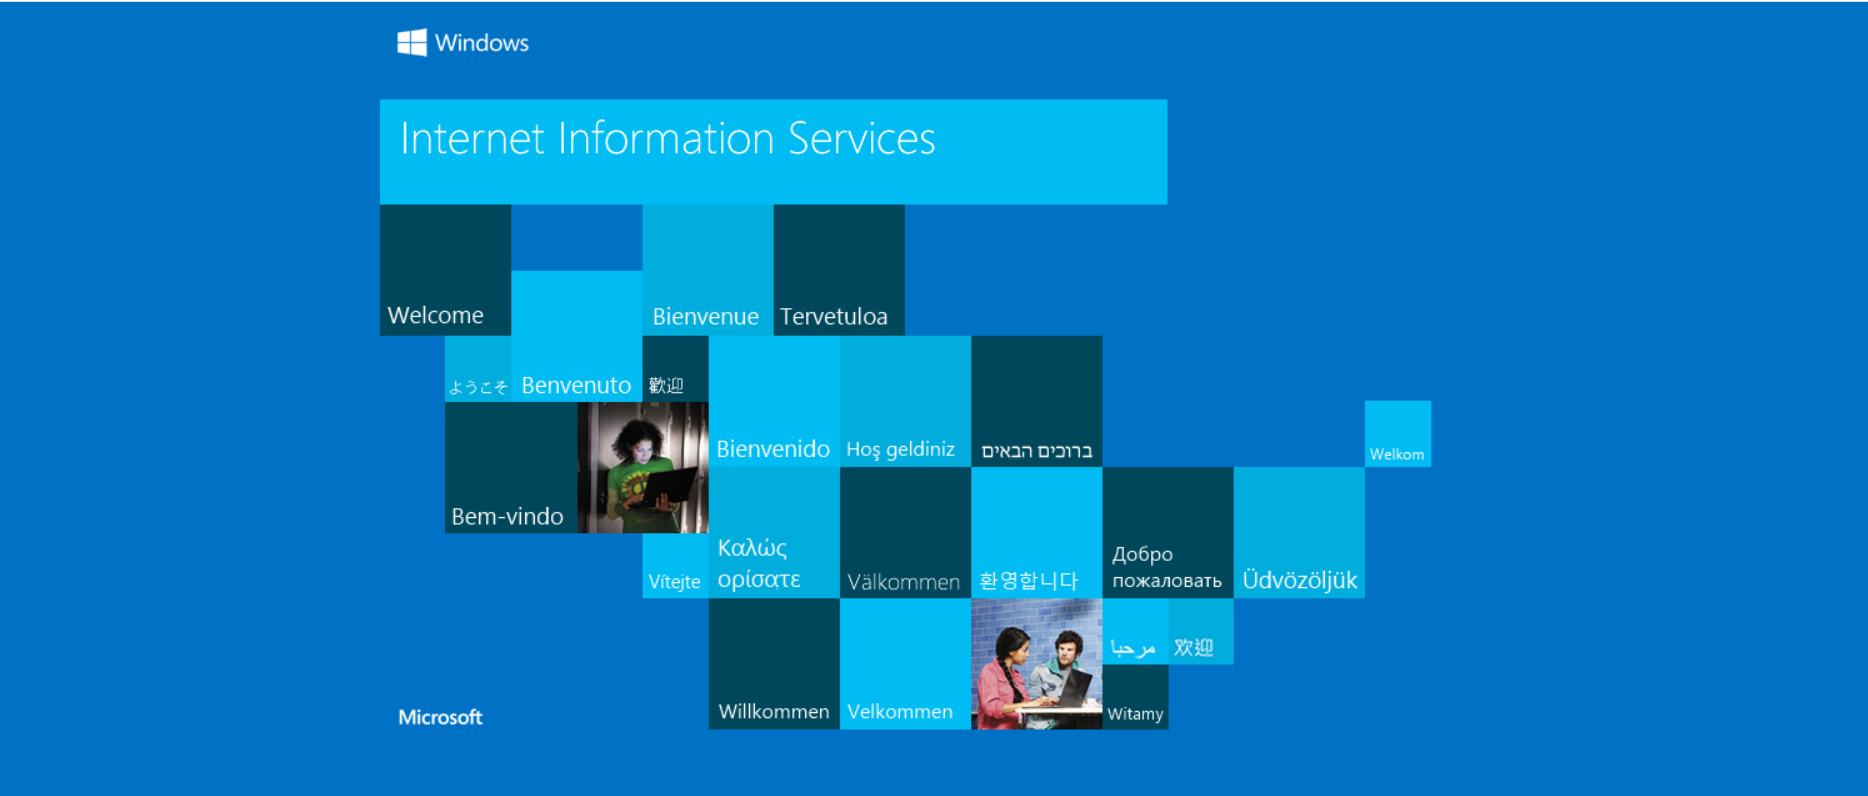 Windows
Internet Information Services
Welcome
Bienvenue
Tervetuloa
ようこそ
Benvenuto
歡迎
Bienvenido
Hoş geldiniz
ברוכים הבאים
Welkom
Bem-vindo
Vítejte
Καλώς
ορίσατε
Välkommen
환영합니다
Добро
пожаловать
Üdvözöljük
مرحبا
欢迎
Microsoft
Willkommen
Velkommen
Witamy